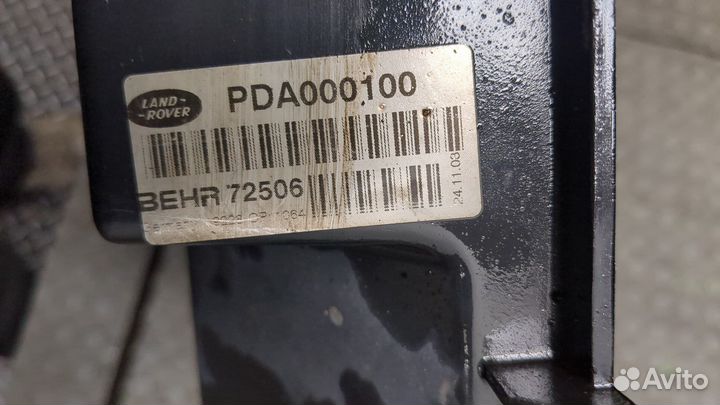 LAND-
-ROVER
PDA000100
BEHR 72506
24.11.03
Avito